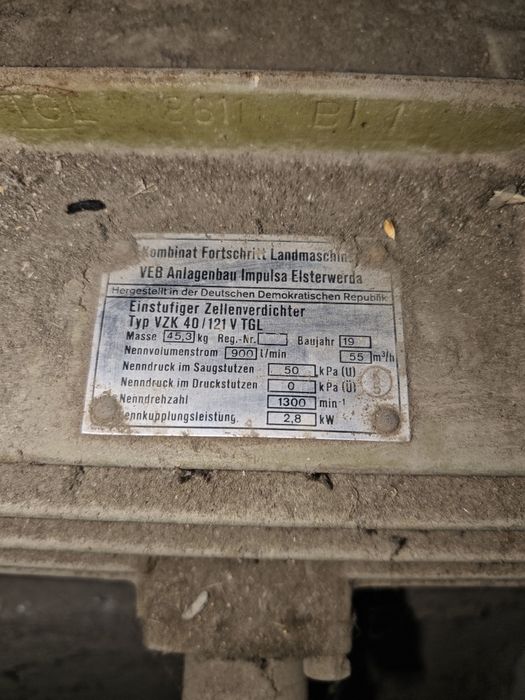 TGL 8611 Bl. 1
Kombinat Fortschritt Landmaschin
VEB Anlagenbau Impulsa Elsterwerda
Hergestellt in der Deutschen Demokratischen Republik
Einstufiger Zellenverdichter
Typ VZK 40/121 V TGL
Masse 45,3 kg Reg.-Nr. Baujahr 19
Nennvolumenstrom 900 l/min 55 m³/h
Nenndruck im Saugstutzen 50 kPa (U)
Nenndruck im Druckstutzen 0 kPa (Ü)
Nenndrehzahl 1300 min⁻¹
Nennkupplungsleistung 2,8 kW